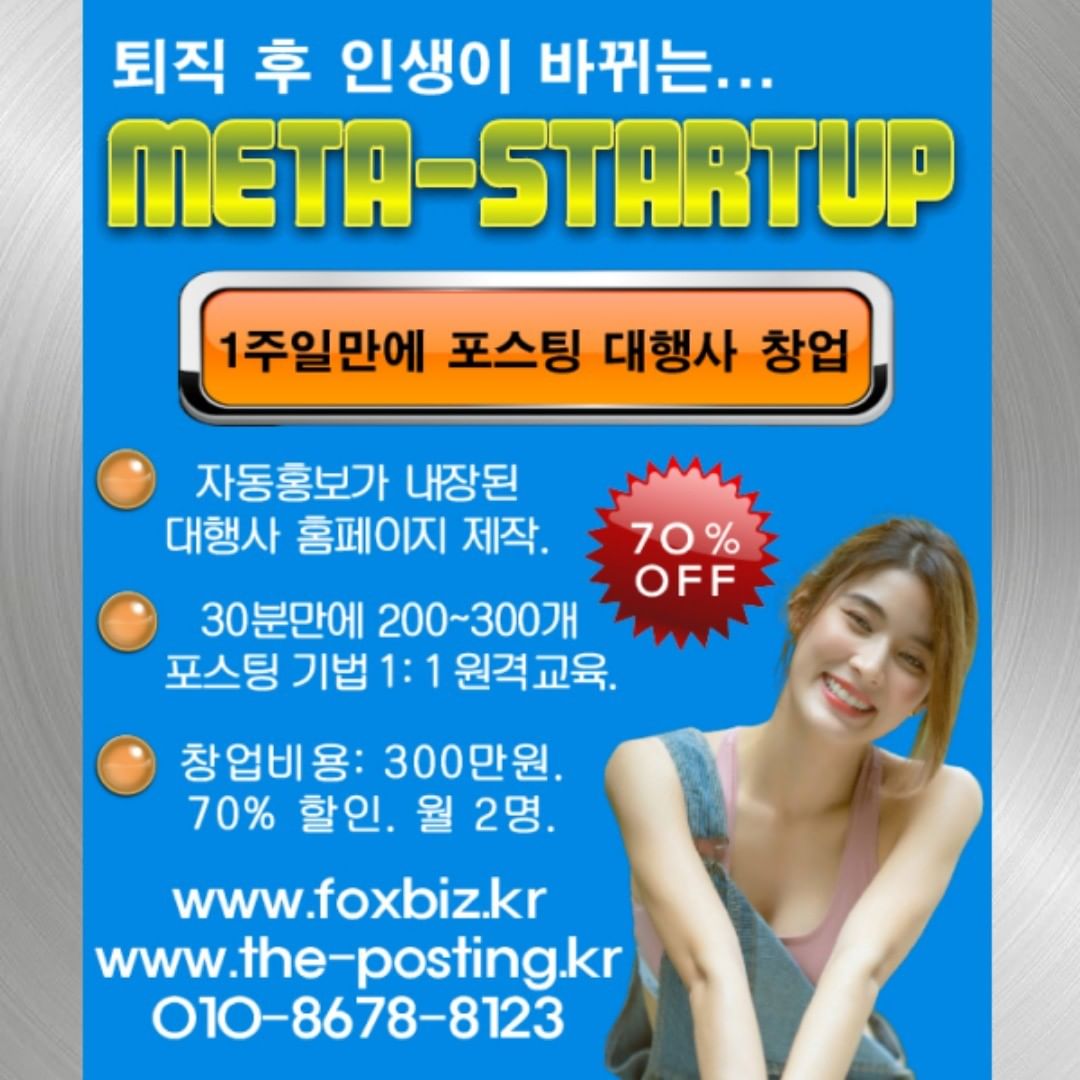 퇴직 후 인생이 바뀌는...
META-STARTUP
1주일만에 포스팅 대행사 창업
자동홍보가 내장된
대행사 홈페이지 제작.
70%
OFF
30분만에 200~300개
포스팅 기법 1:1 원격교육.
창업비용: 300만원.
70% 할인. 월 2명.
www.foxbiz.kr
www.the-posting.kr
010-8678-8123